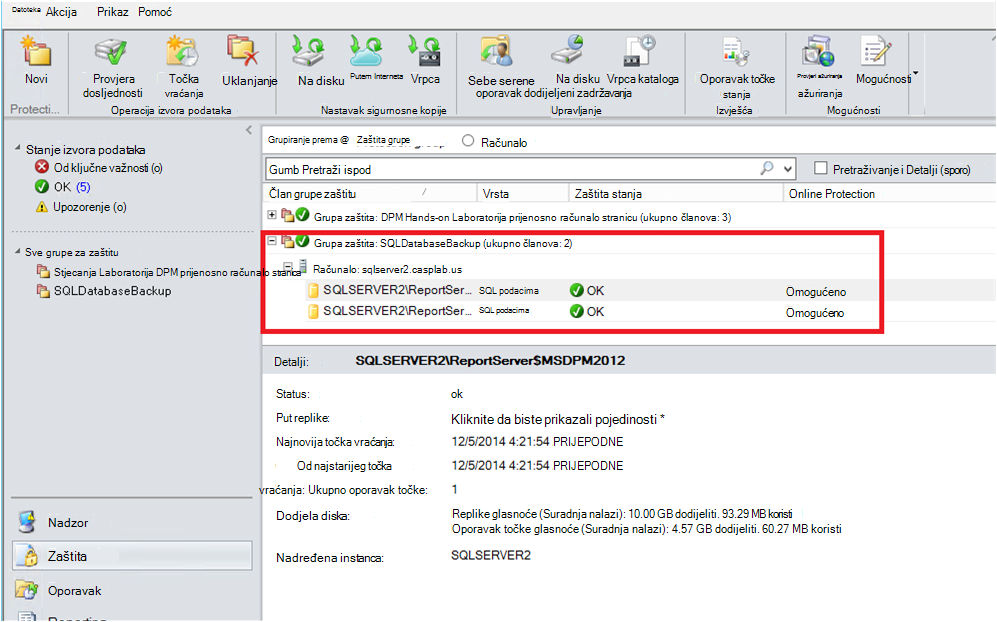 Datoteka Akcija Prikaz Pomoć
Novi
Provjera dosljednosti
Točka vraćanja
Uklanjanje
Na disku
Putem Interneta
Vrpca
Sebe serene oporavak
Na disku dodijeljeni
Vrpca kataloga zadržavanja
Oporavak točke stanja
Provjeri ažuriranja ažuriranja
Mogućnosti
Protecti...
Operacija izvora podataka
Nastavak sigurnosne kopije
Upravljanje
Izvješća
Mogućnosti
Stanje izvora podataka
Od ključne važnosti (o)
OK (5)
Upozorenje (o)
Sve grupe za zaštitu
Stjecanja Laboratorija DPM prijenosno računalo stranica
SQLDatabaseBackup
Nadzor
Zaštita
Oporavak
Reporting
Grupiranje prema @ Zaštita grupe Računalo
Gumb Pretraži ispod
Pretraživanje i Detalji (sporo)
Član grupe zaštitu / Vrsta Zaštita stanja Online Protection
Grupa zaštita: DPM Hands-on Laboratorija prijenosno računalo stranicu (ukupno članova: 3)
Grupa zaštita: SQLDatabaseBackup (ukupno članova: 2)
Računalo: sqlserver2.casplab.us
SQLSERVER2\ReportSer... SQL podacima OK Omogućeno
SQLSERVER2\ReportSer... SQL podacima OK Omogućeno
Detalji: SQLSERVER2\ReportServer$MSDPM2012
Status: ok
Put replike: Kliknite da biste prikazali pojedinosti *
Najnovija točka vraćanja: 12/5/2014 4:21:54 PRIJEPODNE
Od najstarijeg točka 12/5/2014 4:21:54 PRIJEPODNE
vraćanja: Ukupno oporavak točke: 1
Dodjela diska: Replike glasnoće (Suradnja nalazi): 10.00 GB dodijeliti. 93.29 MB koristi
Oporavak točke glasnoće (Suradnja nalazi): 4.57 GB dodijeliti. 60.27 MB koristi
Nadređena instanca: SQLSERVER2